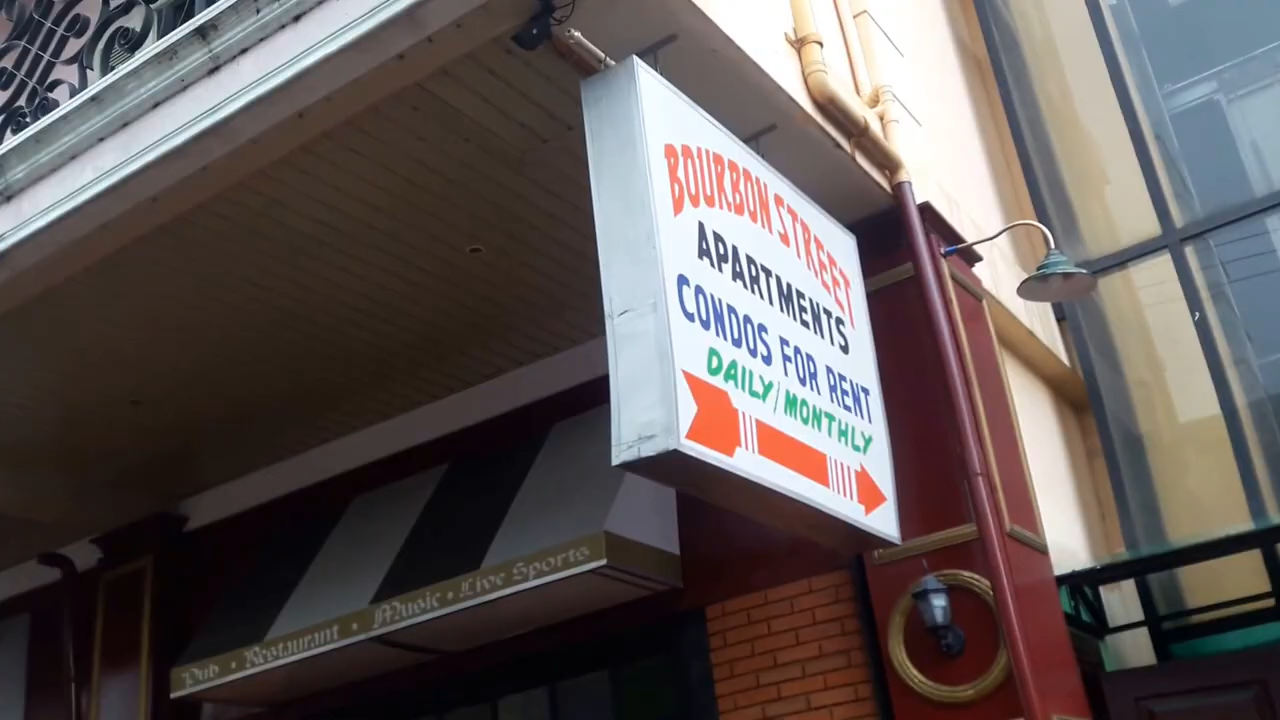 BOURBON STREET
APARTMENTS
CONDOS FOR RENT
DAILY/MONTHLY
Pub • Restaurant • Music • Live Sports